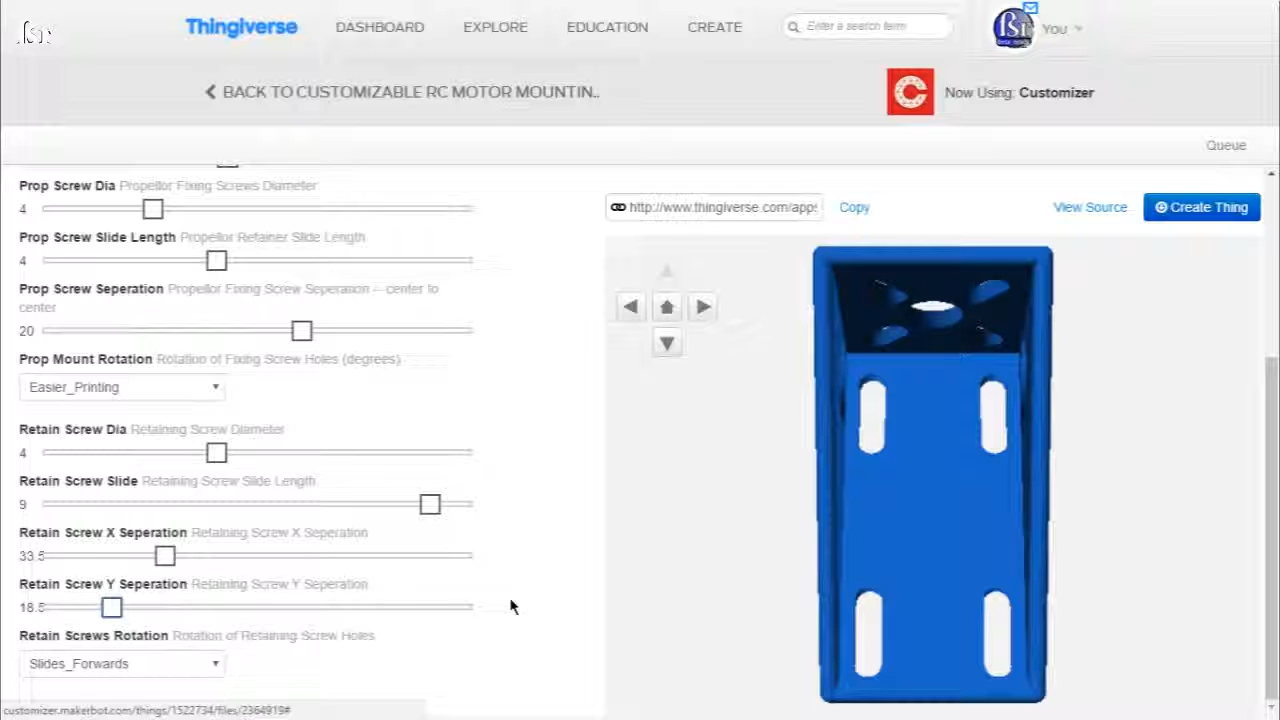 Thingiverse
DASHBOARD
EXPLORE
EDUCATION
CREATE
Enter a search term
You
BACK TO CUSTOMIZABLE RC MOTOR MOUNTIN..
Now Using: Customizer
Queue
Prop Screw Dia Propellor Fixing Screws Diameter
4
Prop Screw Slide Length Propellor Retainer Slide Length
4
Prop Screw Seperation Propellor Fixing Screw Seperation -- center to
center
20
Prop Mount Rotation Rotation of Fixing Screw Holes (degrees)
Easier_Printing
Retain Screw Dia Retaining Screw Diameter
4
Retain Screw Slide Retaining Screw Slide Length
9
Retain Screw X Seperation Retaining Screw X Seperation
33.5
Retain Screw Y Seperation Retaining Screw Y Seperation
18.5
Retain Screws Rotation Rotation of Retaining Screw Holes
Slides_Forwards
http://www.thingiverse.com/apps
Copy
View Source
Create Thing
customizer.makerbot.com/things/1522734/files/2364919#